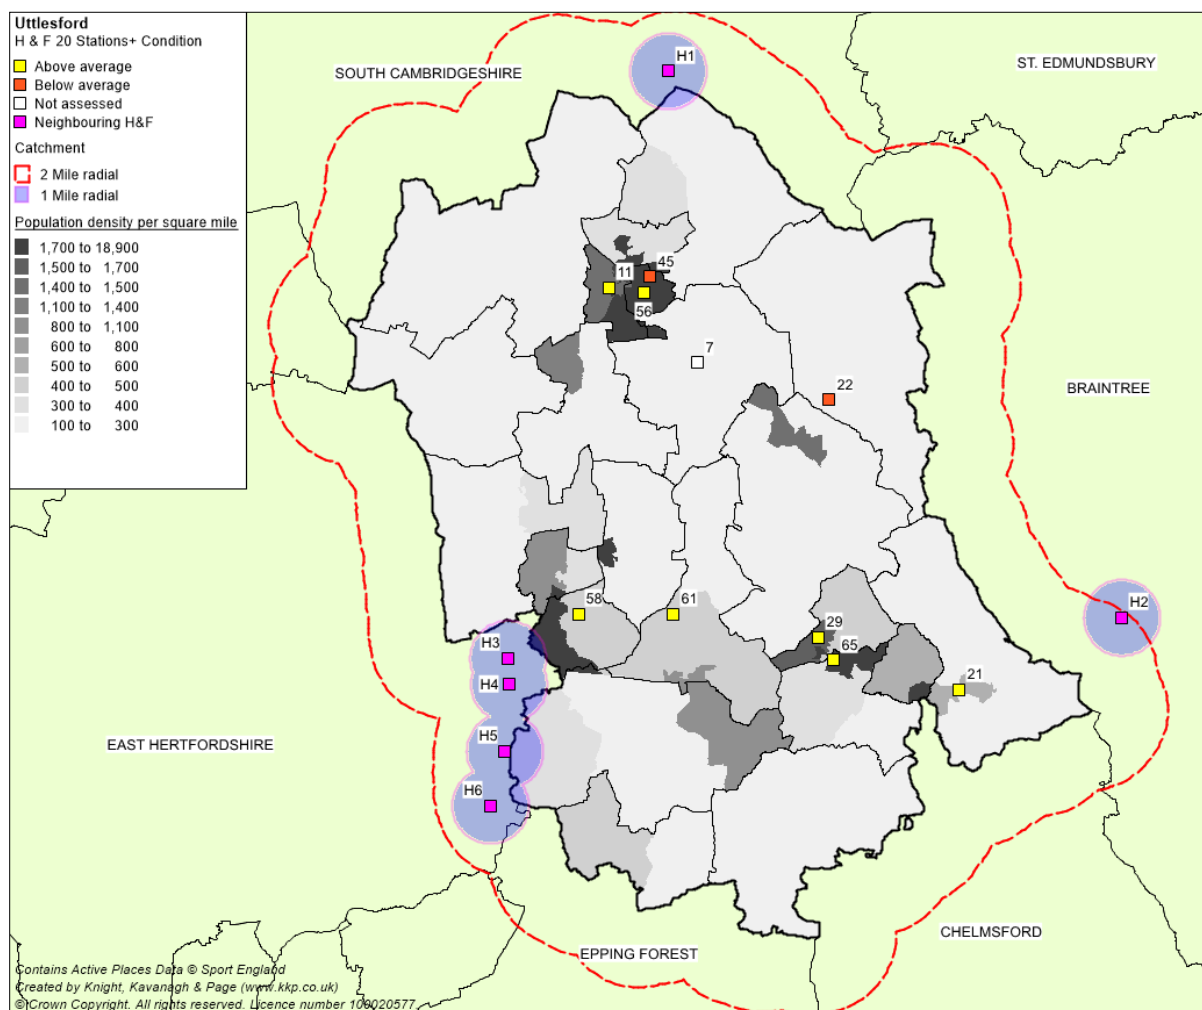 Uttlesford
H & F 20 Stations+ Condition
Above average
Below average
Not assessed
Neighbouring H&F
Catchment
2 Mile radial
1 Mile radial
Population density per square mile
1,700 to 18,900
1,500 to 1,700
1,400 to 1,500
1,100 to 1,400
800 to 1,100
600 to 800
500 to 600
400 to 500
300 to 400
100 to 300
H1
SOUTH CAMBRIDGESHIRE
ST. EDMUNDSBURY
45
11
56
7
22
BRAINTREE
58
61
H2
29
H3
65
21
H4
H5
EAST HERTFORDSHIRE
H6
CHELMSFORD
EPPING FOREST
Contains Active Places Data © Sport England
Created by Knight, Kavanagh & Page (www.kkp.co.uk)
© Crown Copyright. All rights reserved. Licence number 100020577